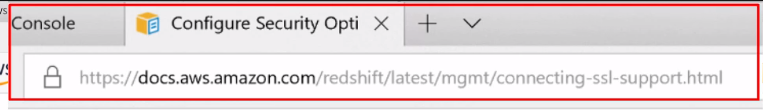 Console
Configure Security Opti
https://docs.aws.amazon.com/redshift/latest/mgmt/connecting-ssl-support.html